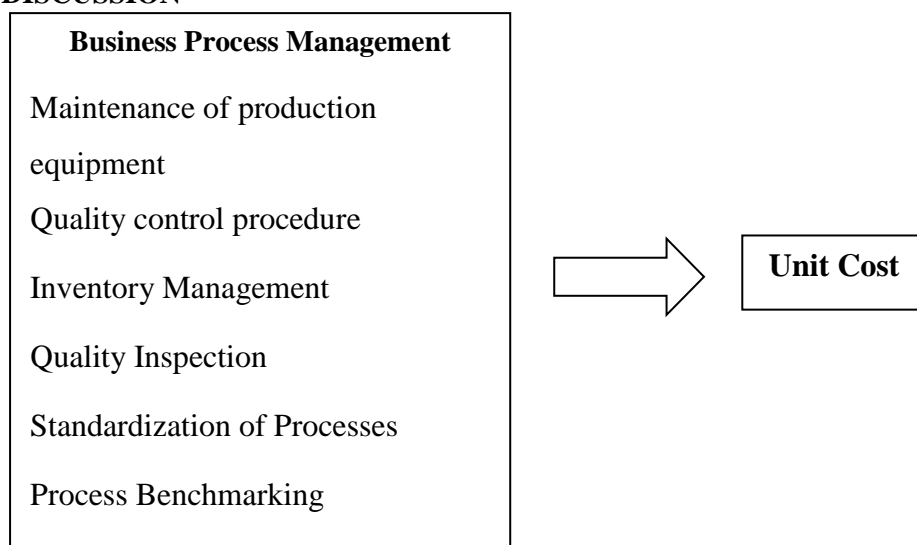 DISCUSSION
Business Process Management
Maintenance of production
equipment
Quality control procedure
Inventory Management
Quality Inspection
Standardization of Processes
Process Benchmarking
Unit Cost